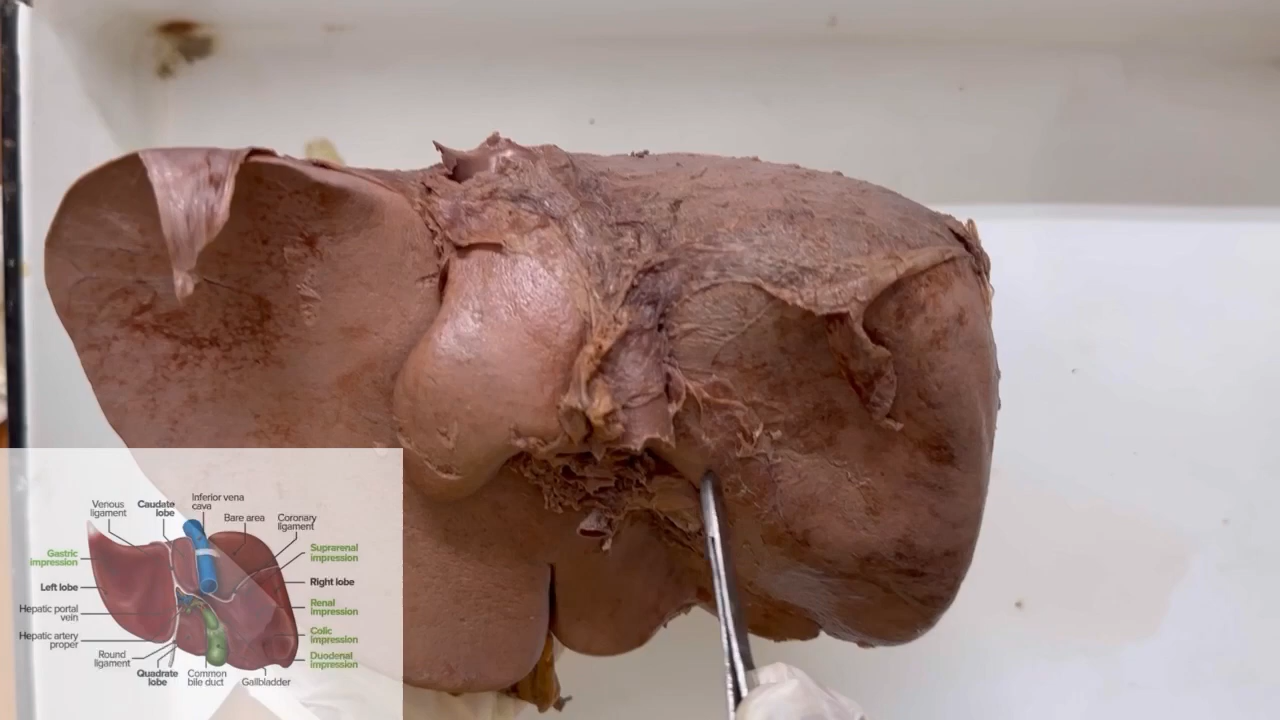 Venous
ligament
Caudate
lobe
Inferior vena
cava
Bare area
Coronary
ligament
Gastric
impression
Suprarenal
impression
Left lobe
Right lobe
Hepatic portal
vein
Renal
impression
Hepatic artery
proper
Colic
impression
Round
ligament
Quadrate
lobe
Common
bile duct
Gallbladder
Duodenal
impression